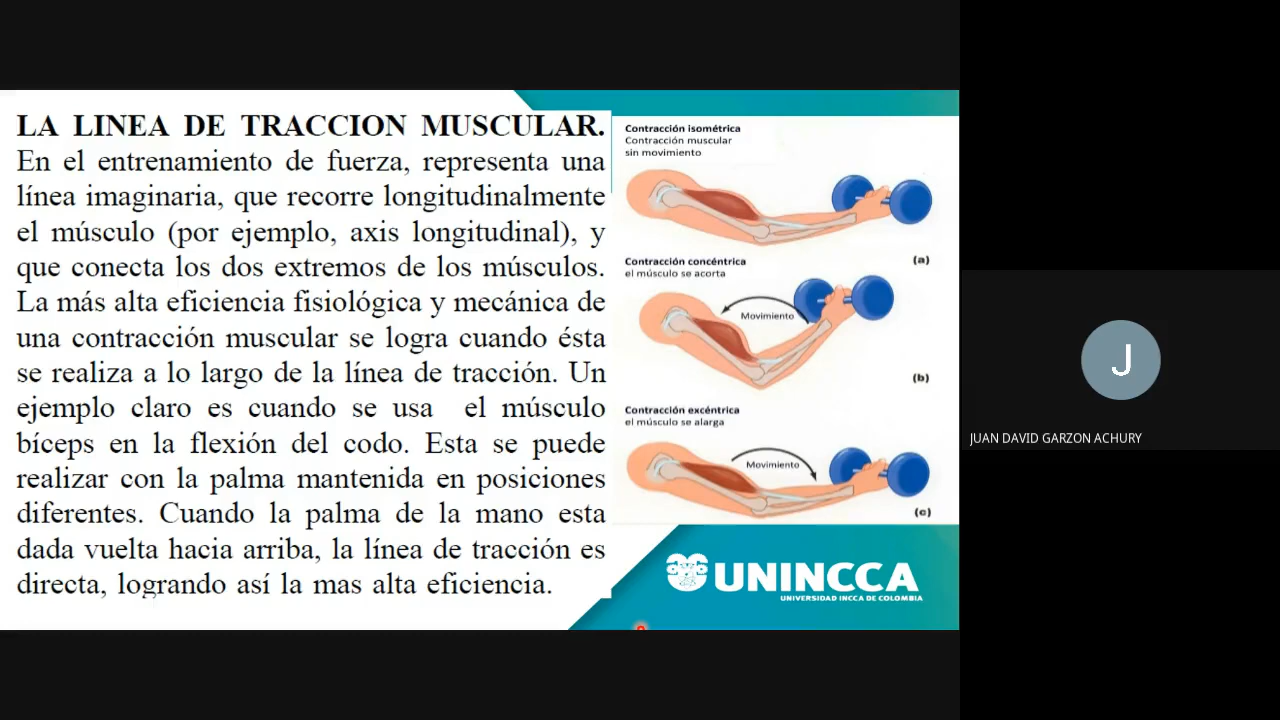 LA LINEA DE TRACCION MUSCULAR.
En el entrenamiento de fuerza, representa una
línea imaginaria, que recorre longitudinalmente
el músculo (por ejemplo, axis longitudinal), y
que conecta los dos extremos de los músculos.
La más alta eficiencia fisiológica y mecánica de
una contracción muscular se logra cuando ésta
se realiza a lo largo de la línea de tracción. Un
ejemplo claro es cuando se usa el músculo
bíceps en la flexión del codo. Esta se puede
realizar con la palma mantenida en posiciones
diferentes. Cuando la palma de la mano esta
dada vuelta hacia arriba, la línea de tracción es
directa, logrando así la mas alta eficiencia.
Contracción isométrica
Contracción muscular
sin movimiento
(a)
Contracción concéntrica
el músculo se acorta
Movimiento
(b)
Contracción excéntrica
el músculo se alarga
Movimiento
(c)
UNINCCA
UNIVERSIDAD INCCA DE COLOMBIA
J
JUAN DAVID GARZON ACHURY